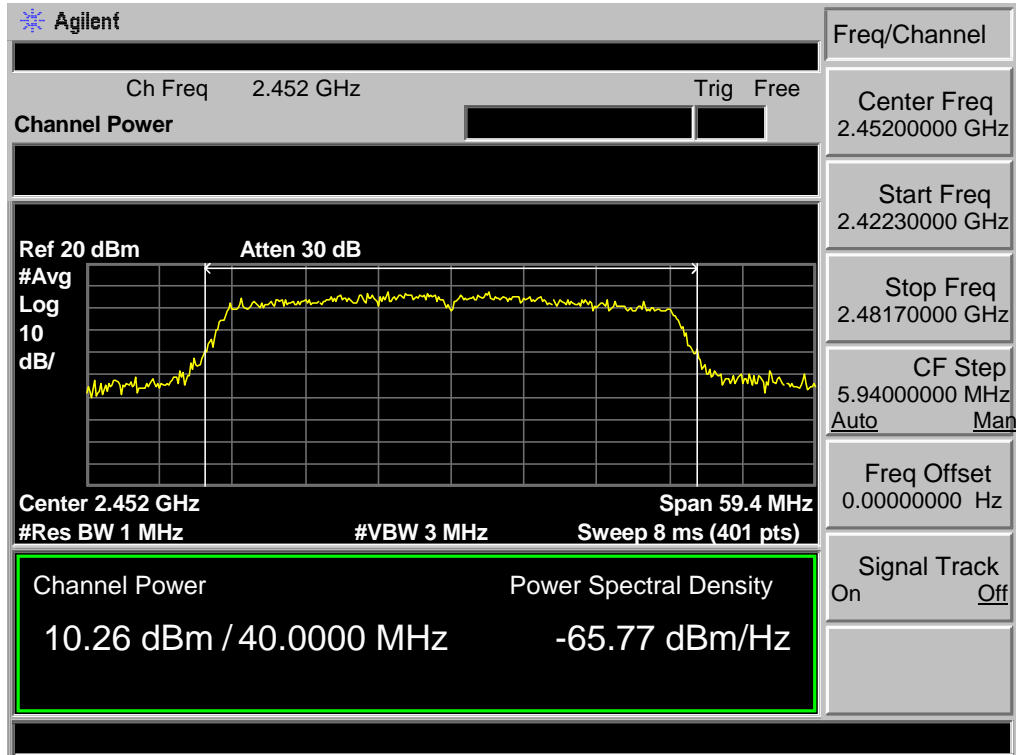 Agilent
Freq/Channel
Ch Freq 2.452 GHz Trig Free
Channel Power
Center Freq
2.45200000 GHz
Start Freq
2.42230000 GHz
Stop Freq
2.48170000 GHz
CF Step
5.94000000 MHz
Auto Man
Freq Offset
0.00000000 Hz
Signal Track
On Off
Ref 20 dBm Atten 30 dB
#Avg
Log
10
dB/
Center 2.452 GHz Span 59.4 MHz
#Res BW 1 MHz #VBW 3 MHz Sweep 8 ms (401 pts)
Channel Power Power Spectral Density
10.26 dBm / 40.0000 MHz -65.77 dBm/Hz